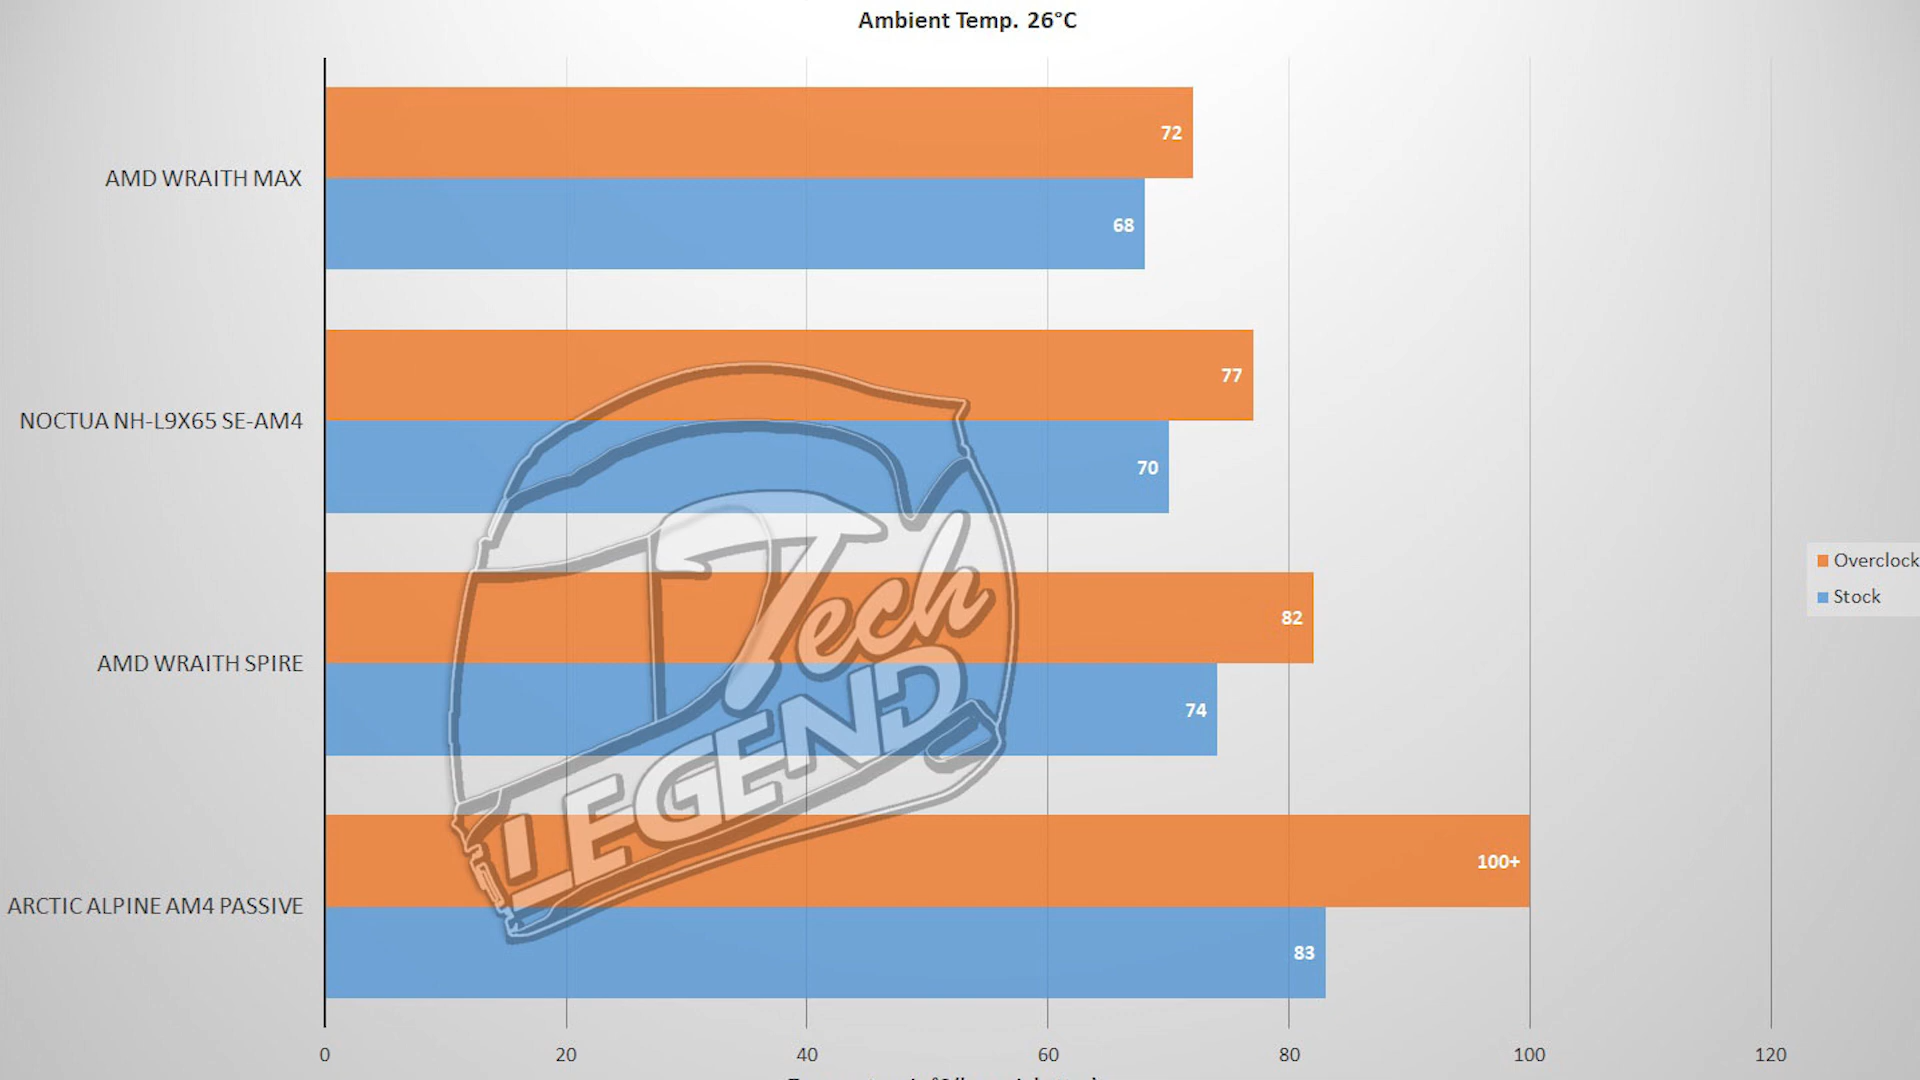 Ambient Temp. 26°C
AMD WRAITH MAX
72
68
NOCTUA NH-L9X65 SE-AM4
77
70
AMD WRAITH SPIRE
82
74
ARCTIC ALPINE AM4 PASSIVE
100+
83
Tech
LEGEND
Overclock
Stock
0 20 40 60 80 100 120